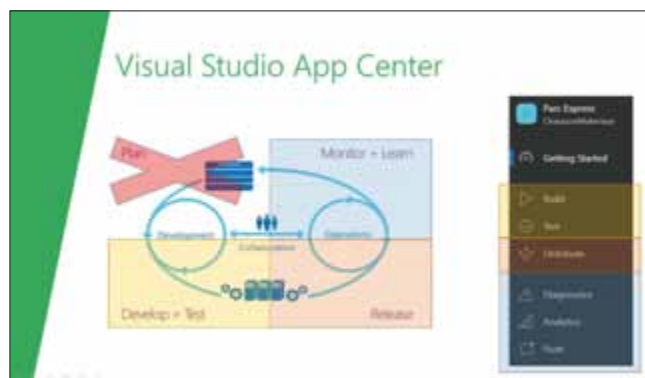 Visual Studio App Center
Plan
Monitor + Learn
Development
Collaboration
Operations
Develop + Test
Release
Getting Started
Build
Test
Distribute
Diagnostics
Analytics
Push